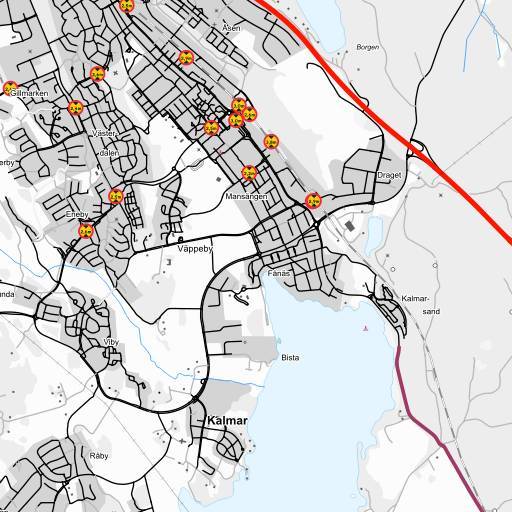 Åsen
Borgen
Gillmarken
Väster
dalen
Draget
Mansängen
Eneby
Väppeby
Fånäs
Kalmar-
sand
Viby
Bista
Kalmar
Råby